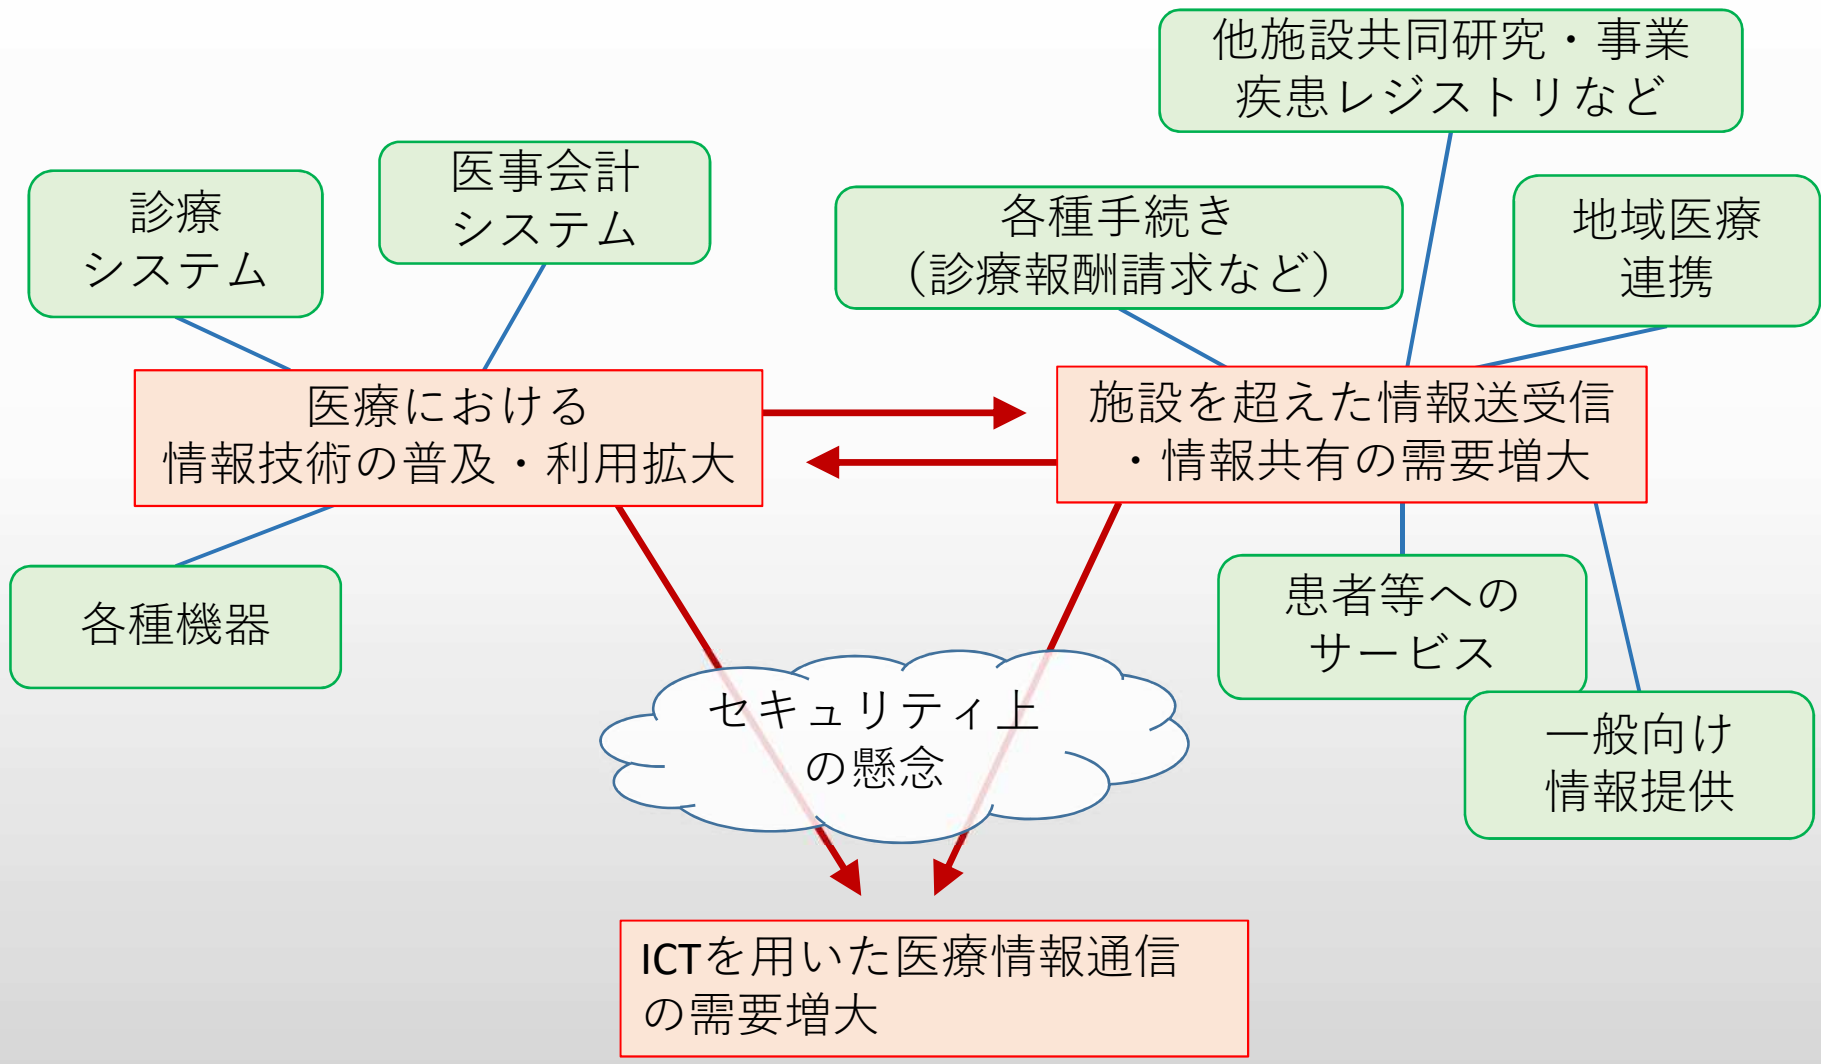 他施設共同研究・事業
疾患レジストリなど
医事会計
システム
診療
システム
各種手続き
（診療報酬請求など）
地域医療
連携
医療における
情報技術の普及・利用拡大
施設を超えた情報送受信
・情報共有の需要増大
各種機器
患者等への
サービス
セキュリティ上
の懸念
一般向け
情報提供
ICTを用いた医療情報通信
の需要増大